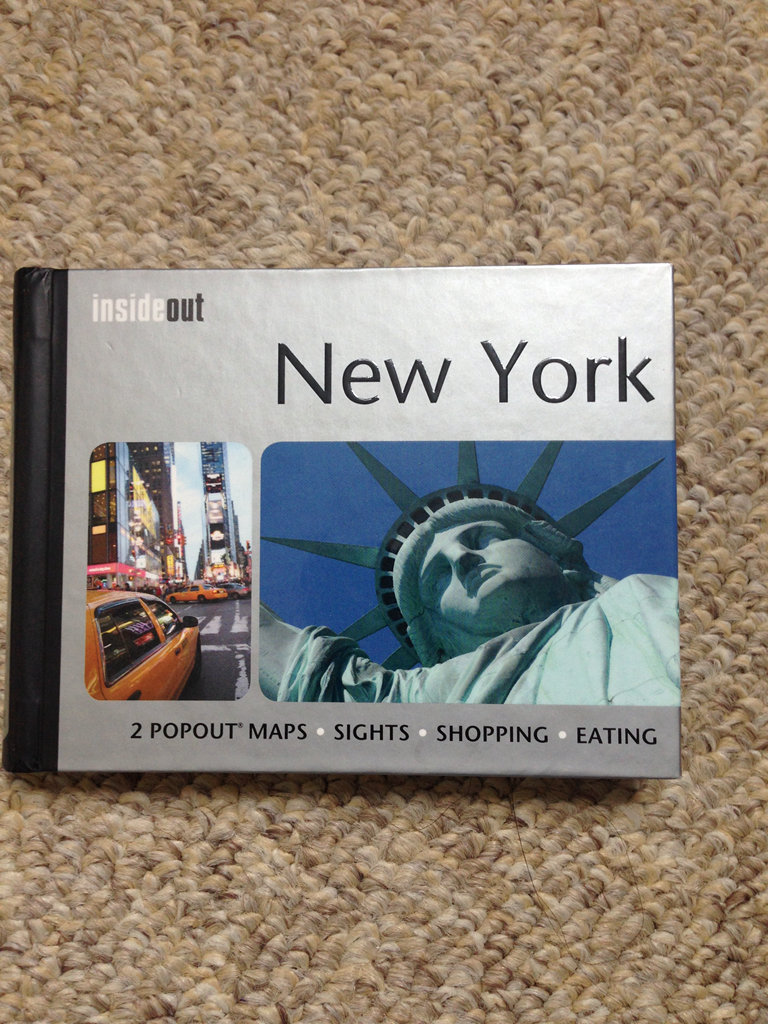 insideout
New York
2 POPOUT® MAPS • SIGHTS • SHOPPING • EATING